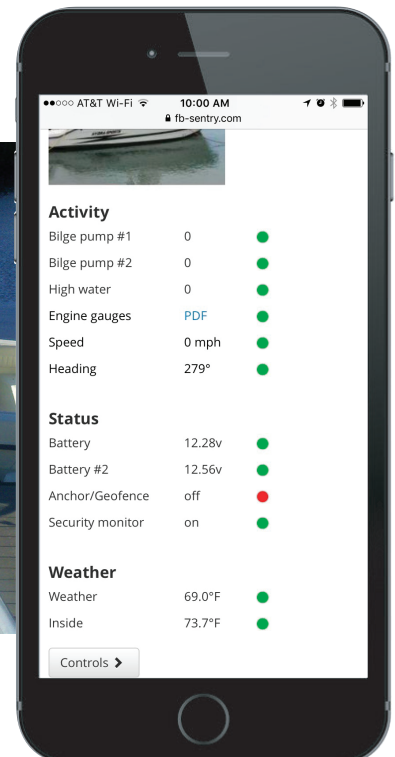 ●●○○○ AT&T Wi-Fi 10:00 AM
fb-sentry.com
Activity
Bilge pump #1 0
Bilge pump #2 0
High water 0
Engine gauges PDF
Speed 0 mph
Heading 279°
Status
Battery 12.28v
Battery #2 12.56v
Anchor/Geofence off
Security monitor on
Weather
Weather 69.0°F
Inside 73.7°F
Controls